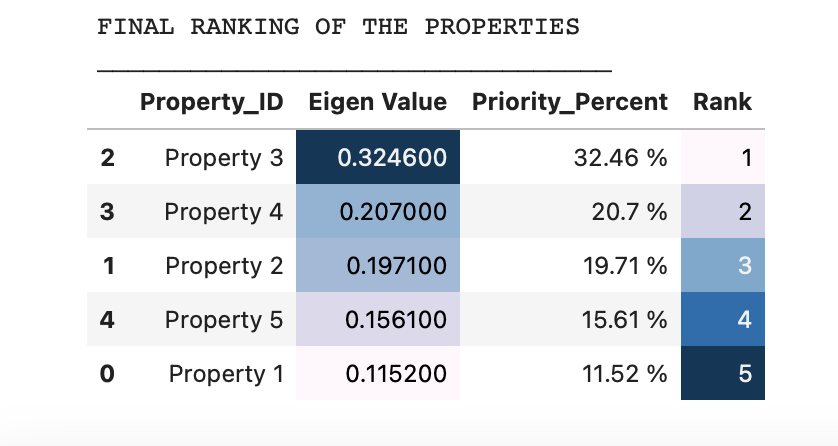 FINAL RANKING OF THE PROPERTIES
Property_ID Eigen Value Priority_Percent Rank
2 Property 3 0.324600 32.46 % 1
3 Property 4 0.207000 20.7 % 2
1 Property 2 0.197100 19.71 % 3
4 Property 5 0.156100 15.61 % 4
0 Property 1 0.115200 11.52 % 5